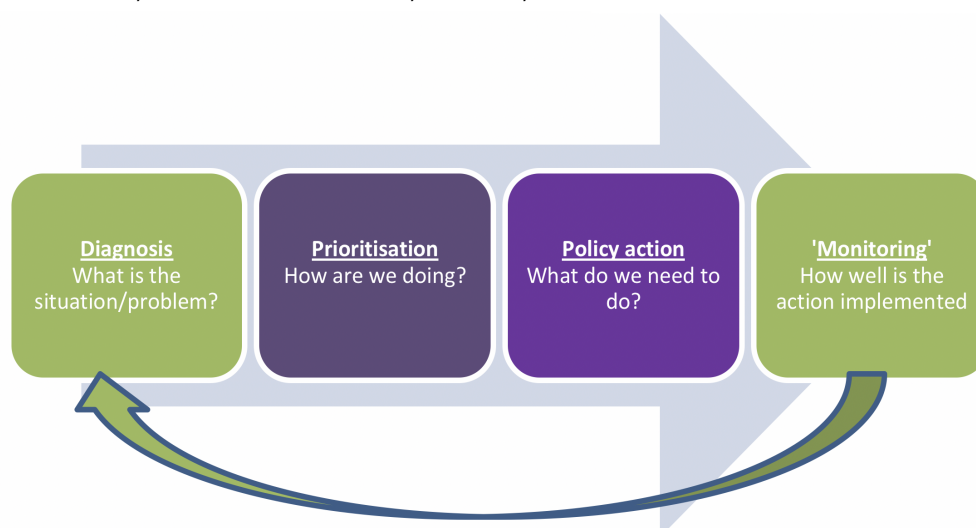 Diagnosis
What is the
situation/problem?
Prioritisation
How are we doing?
Policy action
What do we need to
do?
'Monitoring'
How well is the
action implemented